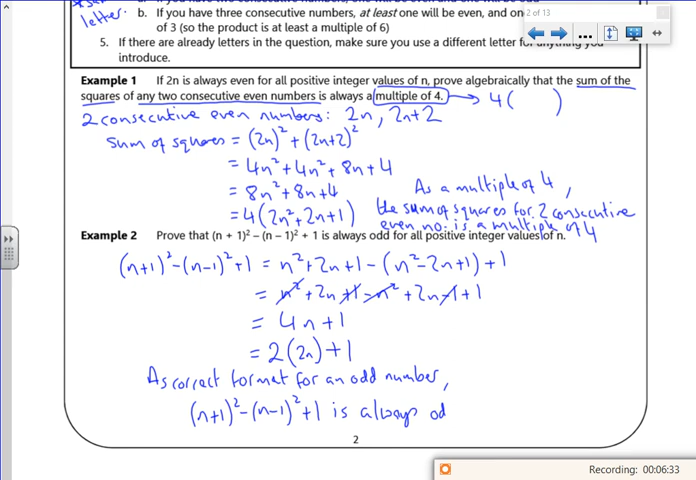 letter.
b. If you have three consecutive numbers, at least one will be even, and on
of 3 (so the product is at least a multiple of 6)
2 of 13
5. If there are already letters in the question, make sure you use a different letter for anything you
introduce.
Example 1 If 2n is always even for all positive integer values of n, prove algebraically that the sum of the
squares of any two consecutive even numbers is always a multiple of 4. → 4( )
2 consecutive even numbers: 2n, 2n+2
Sum of squares = (2n)² + (2n+2)²
= 4n² + 4n² + 8n + 4
= 8n² + 8n + 4
= 4(2n² + 2n + 1)
As a multiple of 4,
the sum of squares for 2 consecutive
even no. is a multiple of 4
Example 2 Prove that (n + 1)² – (n – 1)² + 1 is always odd for all positive integer values of n.
(n+1)² - (n-1)² + 1 = n² + 2n + 1 - (n² - 2n + 1) + 1
= n² + 2n + 1 - n² + 2n - 1 + 1
= 4n + 1
= 2(2n) + 1
As correct format for an odd number,
(n+1)² - (n-1)² + 1 is always od
2
Recording: 00:06:33